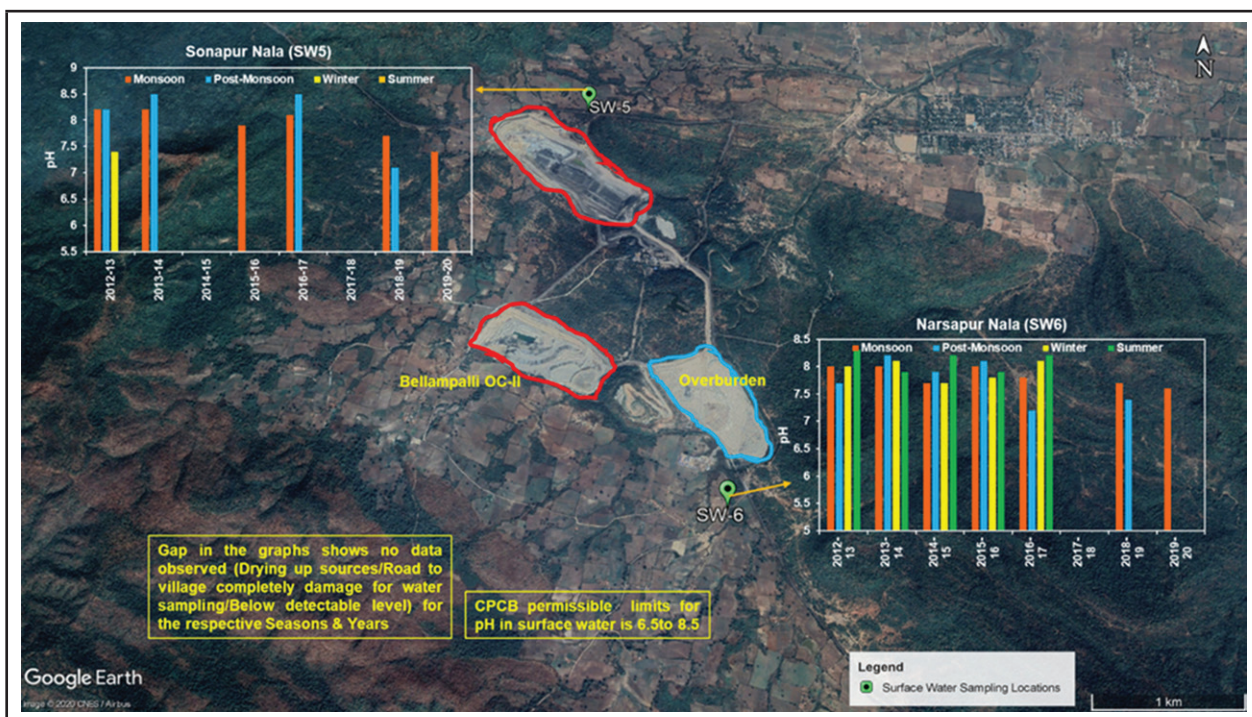 Sonapur Nala (SW5)
Monsoon Post-Monsoon Winter Summer
9
8.5
8
7.5
7
6.5
6
5.5
pH
2012-13
2013-14
2014-15
2015-16
2016-17
2017-18
2018-19
2019-20
N
SW-5
Bellampalli OC-II
Overburden
Narsapur Nala (SW6)
Monsoon Post-Monsoon Winter Summer
8.5
8
7.5
7
6.5
6
5.5
5
pH
2012-
13
2013-
14
2014-
15
2015-
16
2016-
17
2017-
18
2018-
19
2019-
20
SW-6
Gap in the graphs shows no data
observed (Drying up sources/Road to
village completely damage for water
sampling/Below detectable level) for
the respective Seasons & Years
CPCB permissible limits for
pH in surface water is 6.5to 8.5
Google Earth
Image © 2020 CNES / Airbus
Legend
Surface Water Sampling Locations
1 km